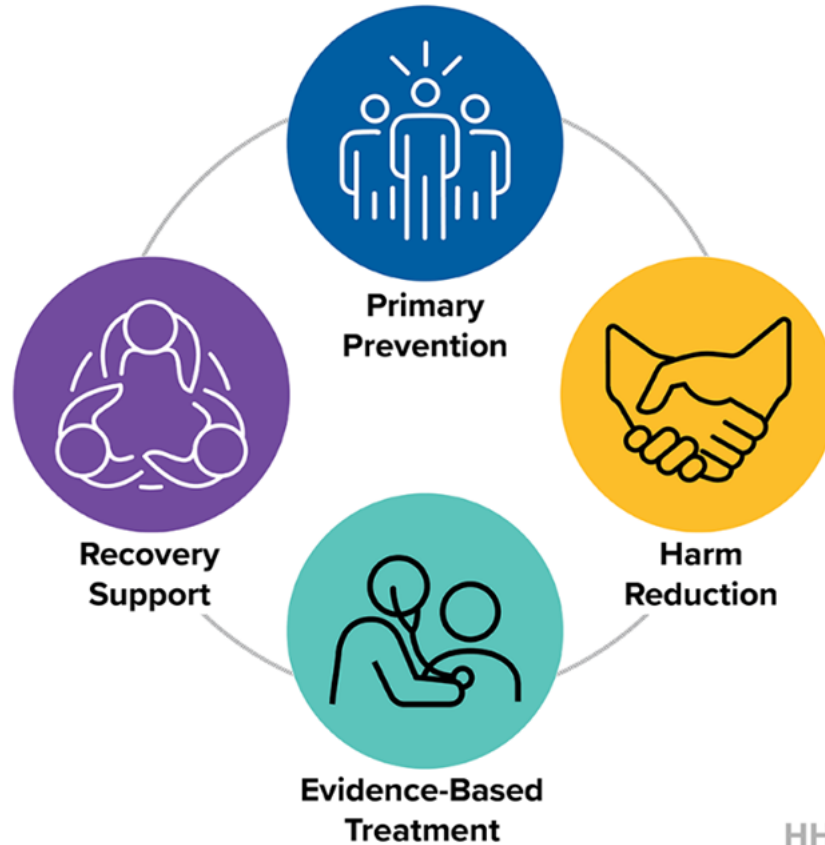 Primary
Prevention
Recovery
Support
Harm
Reduction
Evidence-Based
Treatment